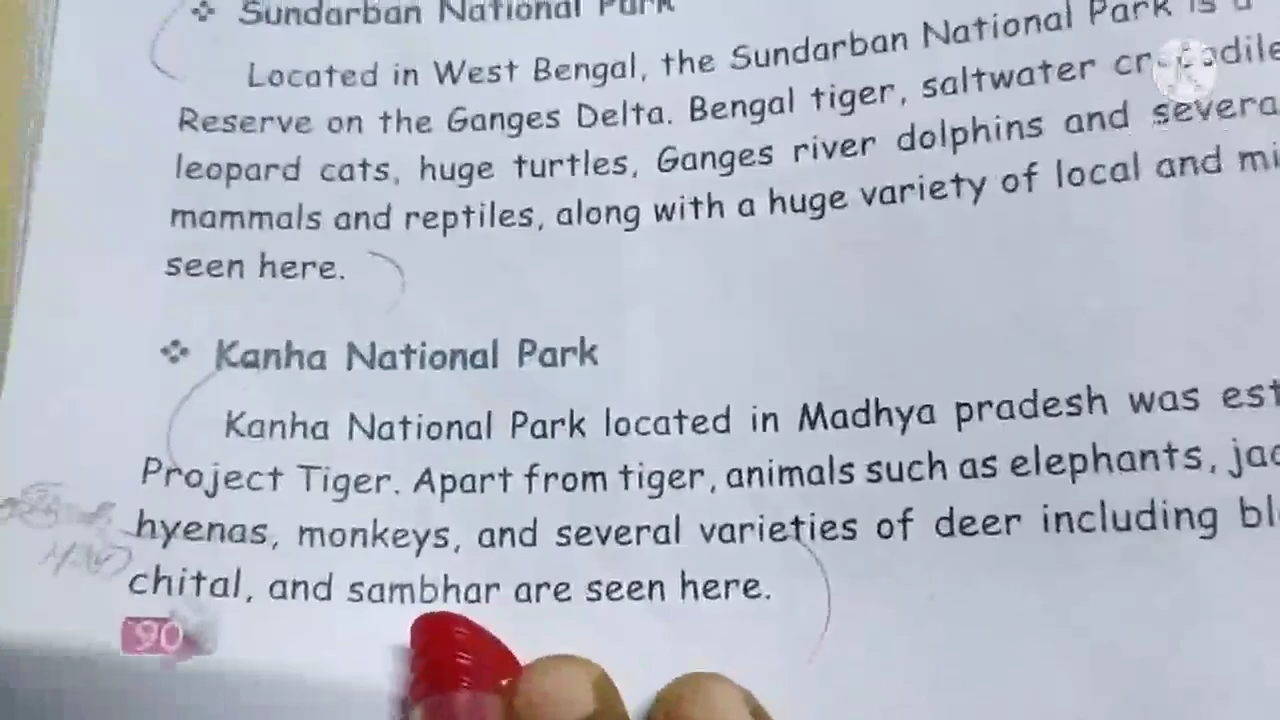 Sundarban National Park
Located in West Bengal, the Sundarban National Park is a
Reserve on the Ganges Delta. Bengal tiger, saltwater
leopard cats, huge turtles, Ganges river dolphins and
mammals and reptiles, along with a huge variety of local and
seen here.
Kanha National Park
Kanha National Park located in Madhya pradesh was
Project Tiger. Apart from tiger, animals such as elephants,
hyenas, monkeys, and several varieties of deer including
chital, and sambhar are seen here.
90